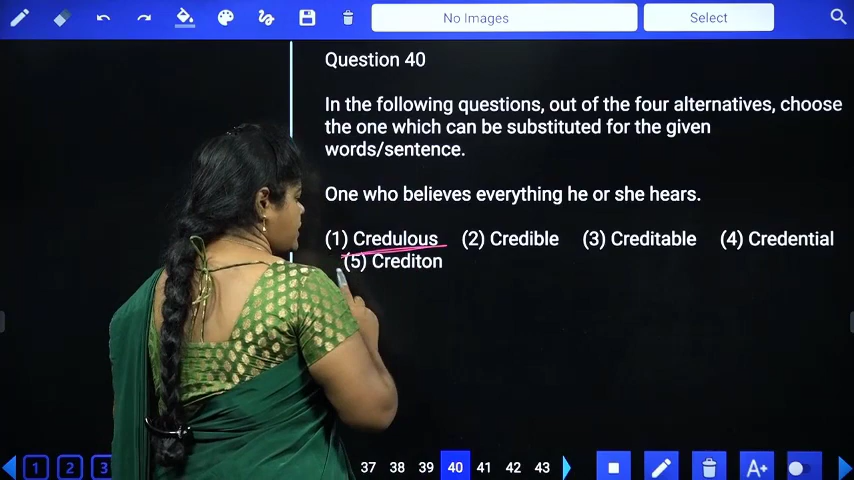 No Images Select
Question 40
In the following questions, out of the four alternatives, choose
the one which can be substituted for the given
words/sentence.
One who believes everything he or she hears.
(1) Credulous (2) Credible (3) Creditable (4) Credential
(5) Crediton
1 2 3 37 38 39 40 41 42 43 A+